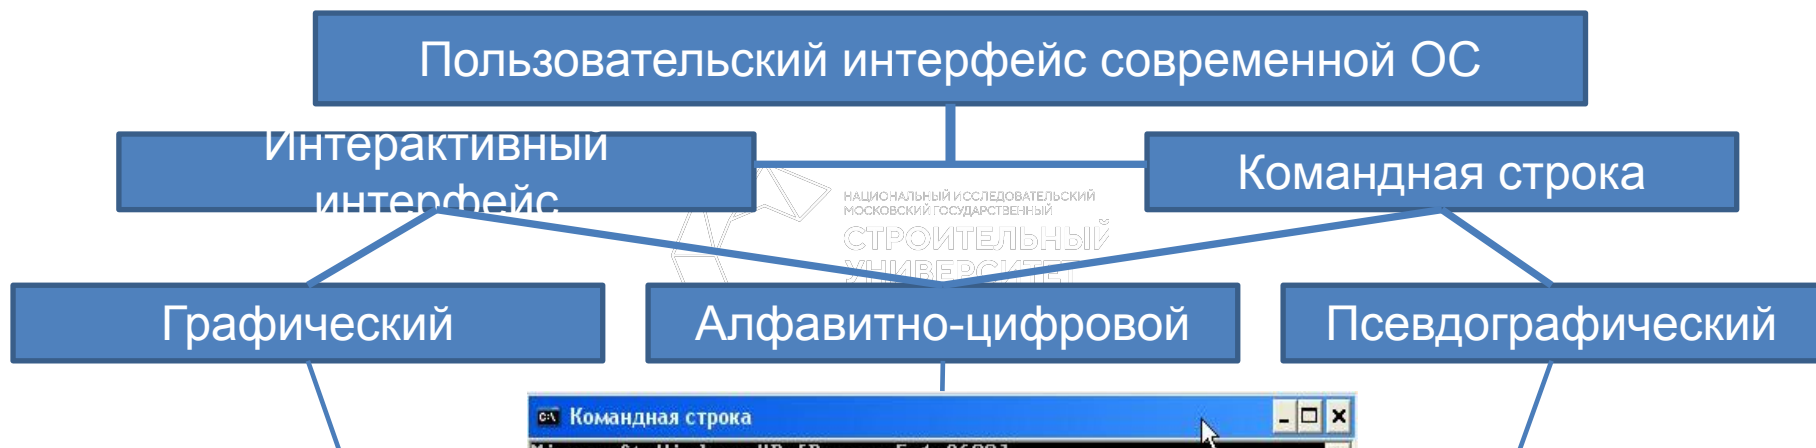 Пользовательский интерфейс современной ОС
Интерактивный
интерфейс
Командная строка
НАЦИОНАЛЬНЫЙ ИССЛЕДОВАТЕЛЬСКИЙ
МОСКОВСКИЙ ГОСУДАРСТВЕННЫЙ
СТРОИТЕЛЬНЫЙ
УНИВЕРСИТЕТ
Графический
Алфавитно-цифровой
Псевдографический
C:\ Командная строка